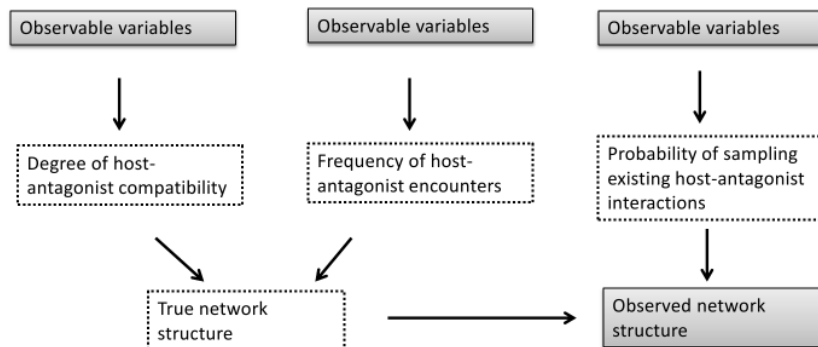 Observable variables
Observable variables
Observable variables
Degree of host-
antagonist compatibility
Frequency of host-
antagonist encounters
Probability of sampling
existing host-antagonist
interactions
True network
structure
Observed network
structure